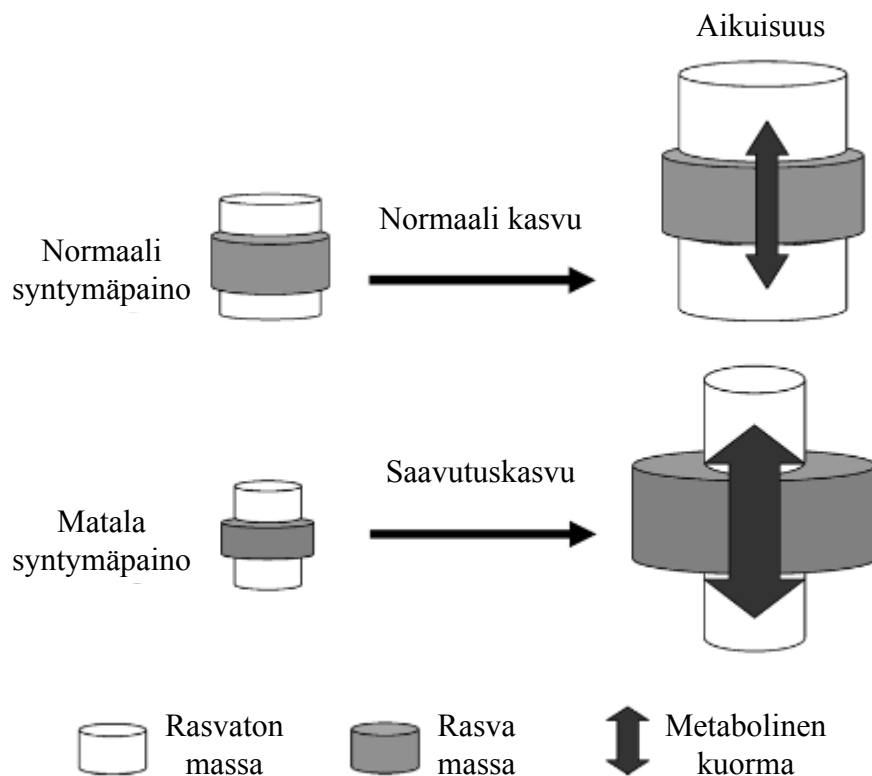 Aikuisuus
Normaali kasvu
Normaali
syntymäpaino
Saavutuskasvu
Matala
syntymäpaino
Rasvaton
massa
Rasva
massa
Metabolinen
kuorma